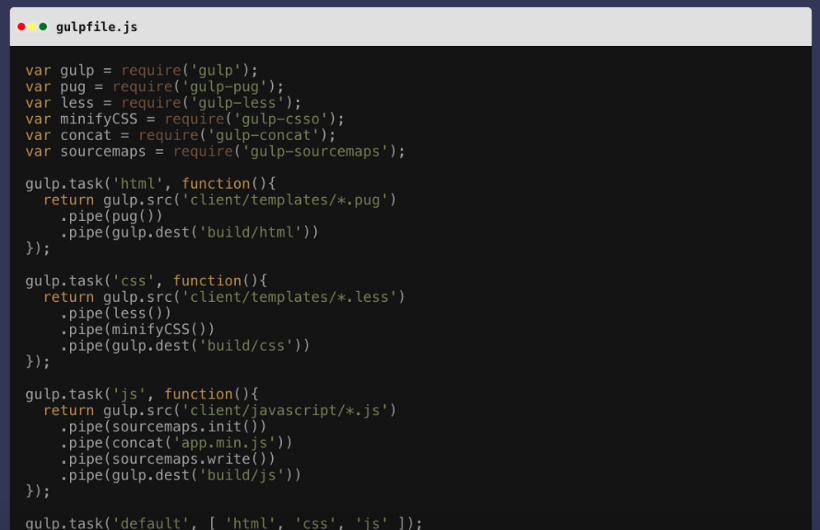 gulpfile.js
var gulp = require('gulp');
var pug = require('gulp-pug');
var less = require('gulp-less');
var minifyCSS = require('gulp-csso');
var concat = require('gulp-concat');
var sourcemaps = require('gulp-sourcemaps');
gulp.task('html', function(){
  return gulp.src('client/templates/*.pug')
    .pipe(pug())
    .pipe(gulp.dest('build/html'))
});
gulp.task('css', function(){
  return gulp.src('client/templates/*.less')
    .pipe(less())
    .pipe(minifyCSS())
    .pipe(gulp.dest('build/css'))
});
gulp.task('js', function(){
  return gulp.src('client/javascript/*.js')
    .pipe(sourcemaps.init())
    .pipe(concat('app.min.js'))
    .pipe(sourcemaps.write())
    .pipe(gulp.dest('build/js'))
});
gulp.task('default', [ 'html', 'css', 'js' ]);